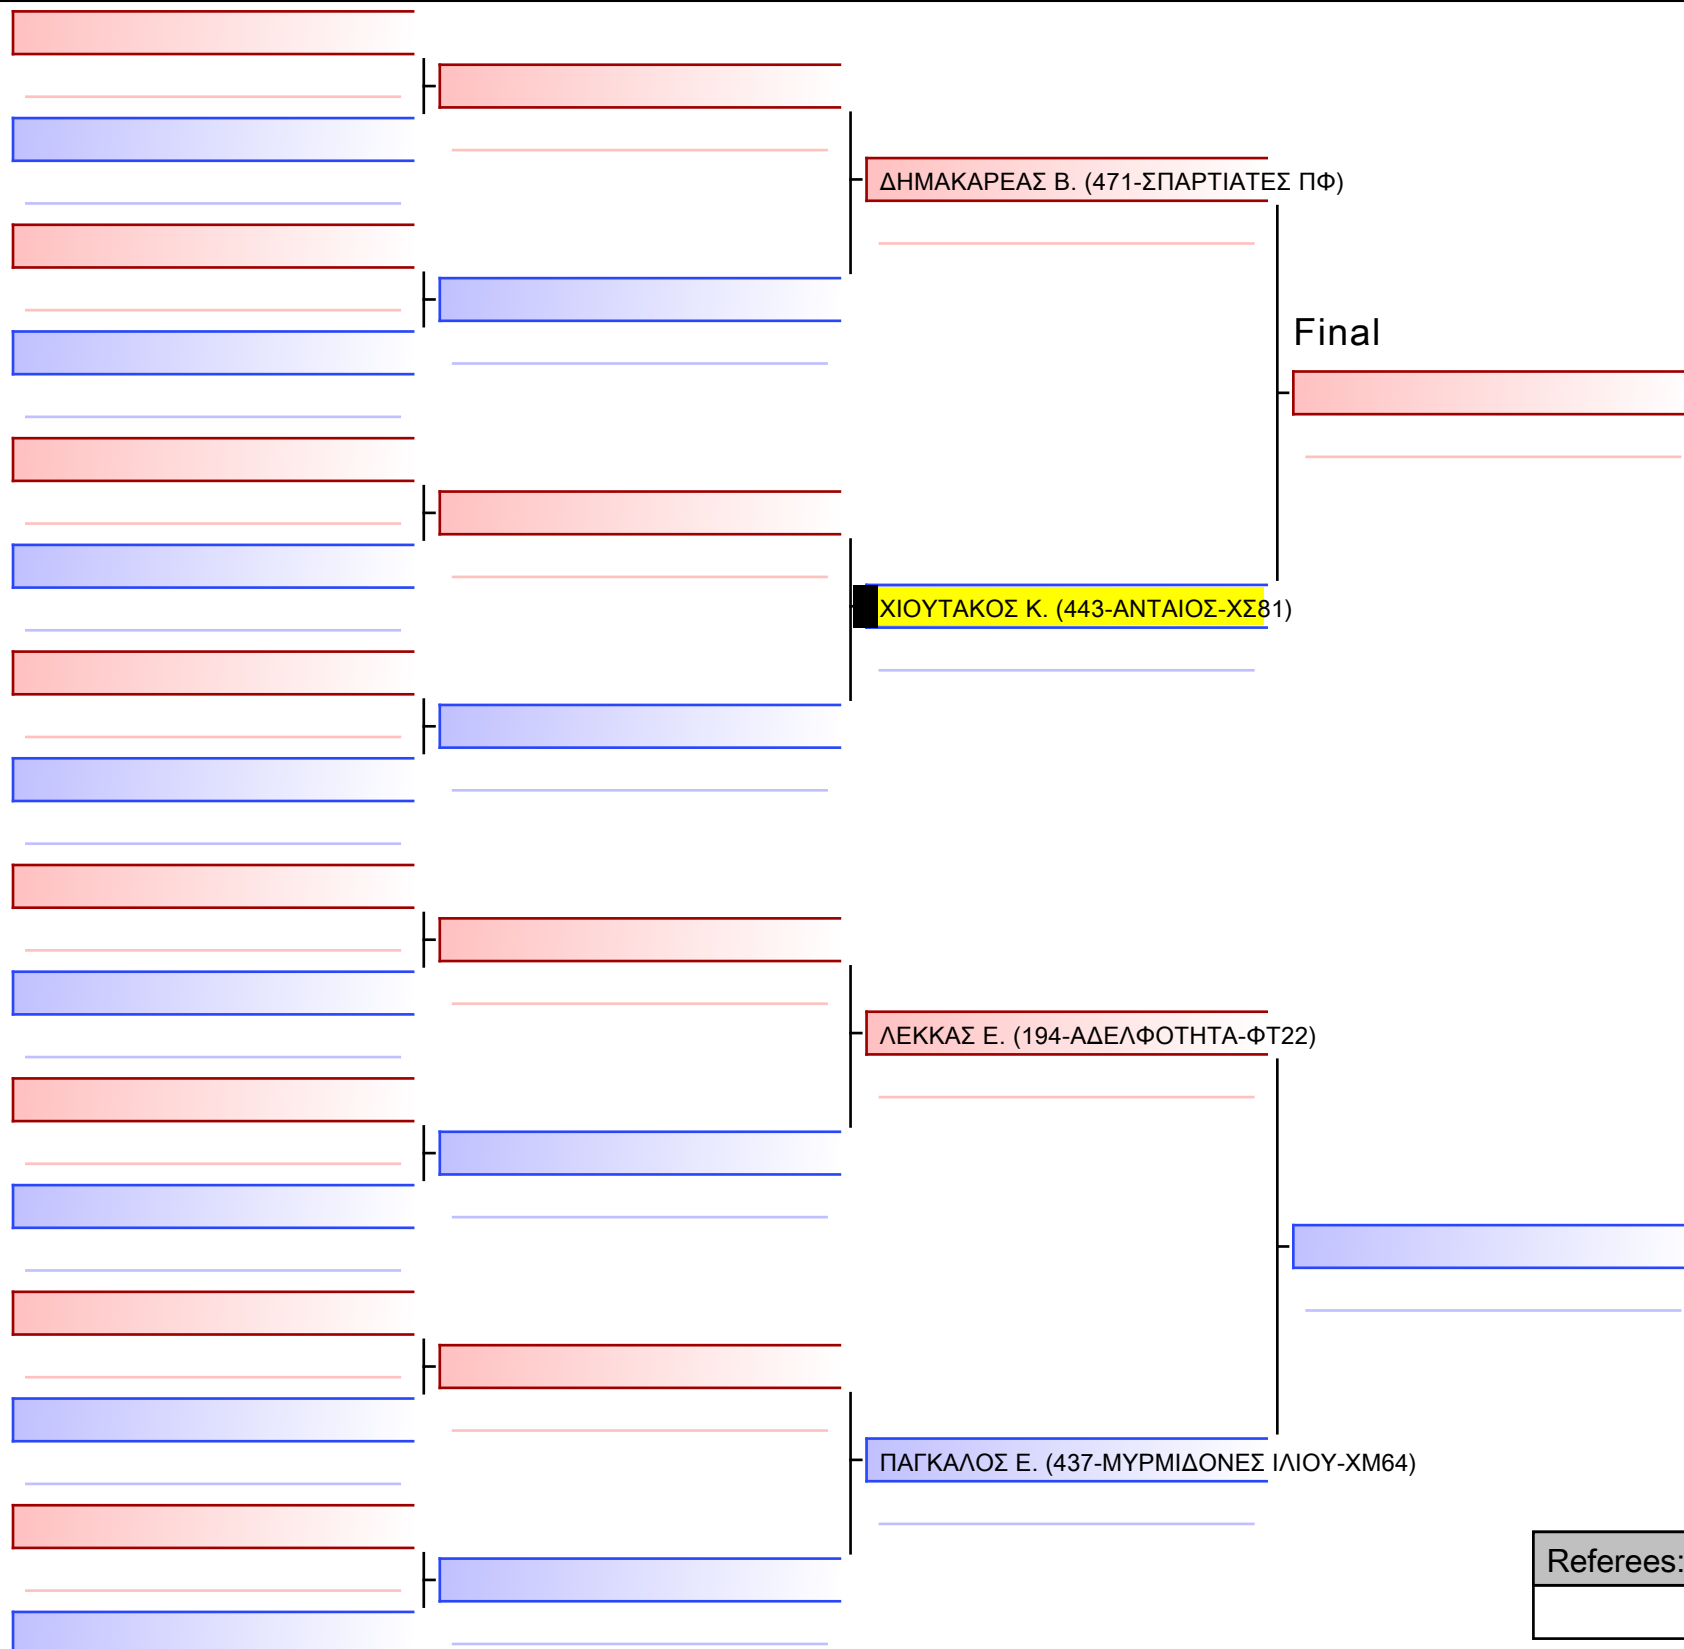 ΔΗΜΑΚΑΡΕΑΣ Β. (471-ΣΠΑΡΤΙΑΤΕΣ ΠΦ)
Final
ΧΙΟΥΤΑΚΟΣ Κ. (443-ΑΝΤΑΙΟΣ-ΧΣ81)
ΛΕΚΚΑΣ Ε. (194-ΑΔΕΛΦΟΤΗΤΑ-ΦΤ22)
ΠΑΓΚΑΛΟΣ Ε. (437-ΜΥΡΜΙΔΟΝΕΣ ΙΛΙΟΥ-ΧΜ64)
Referees: